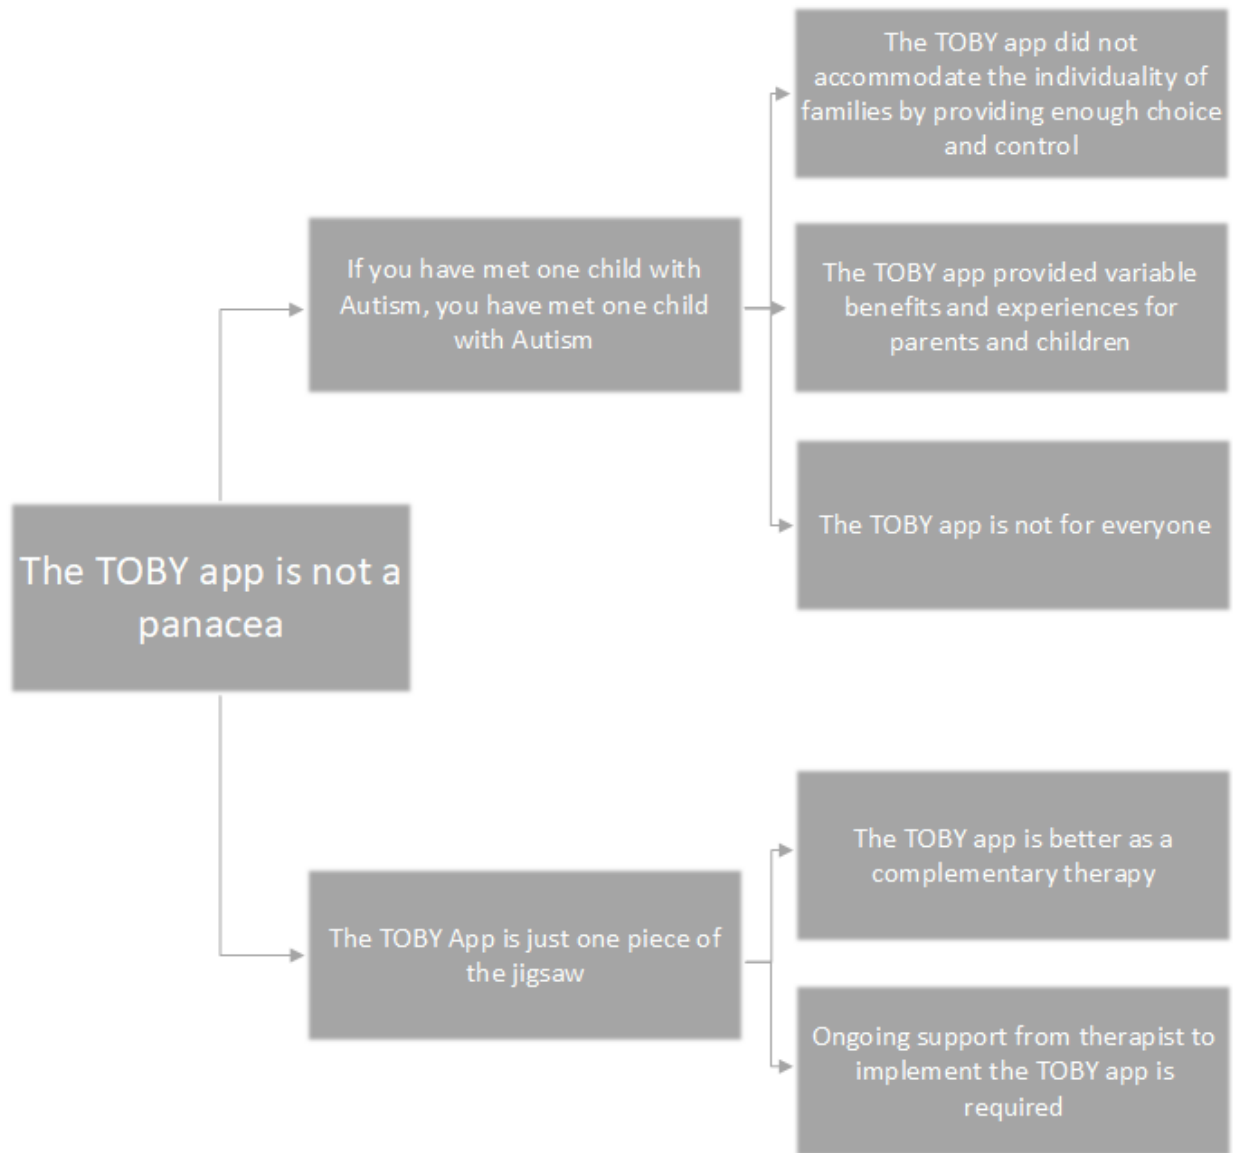 The TOBY app did not
accommodate the individuality of
families by providing enough choice
and control
If you have met one child with
Autism, you have met one child
with Autism
The TOBY app provided variable
benefits and experiences for
parents and children
The TOBY app is not for everyone
The TOBY app is not a
panacea
The TOBY app is better as a
complementary therapy
The TOBY App is just one piece of
the jigsaw
Ongoing support from therapist to
implement the TOBY app is
required